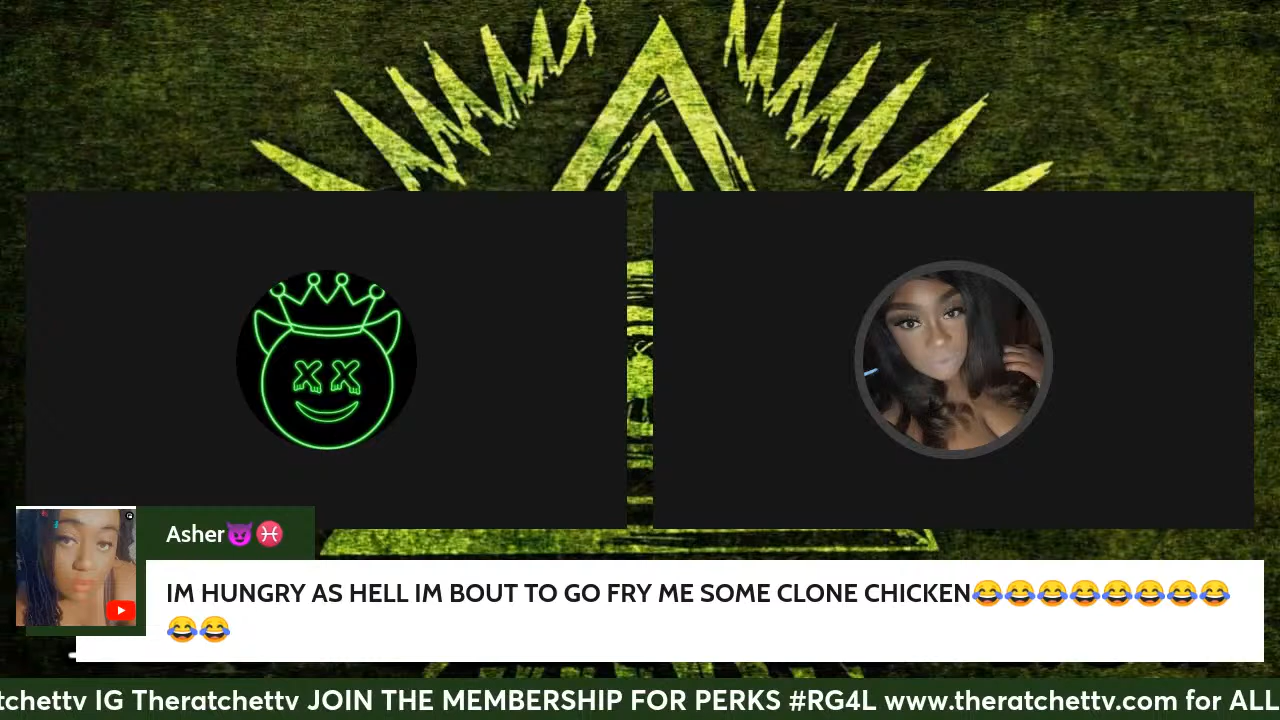 Asher😈♓
IM HUNGRY AS HELL IM BOUT TO GO FRY ME SOME CLONE CHICKEN😂😂😂😂😂😂😂😂
😂😂
tchettv IG Theratchettv JOIN THE MEMBERSHIP FOR PERKS #RG4L www.theratchettv.com for ALL